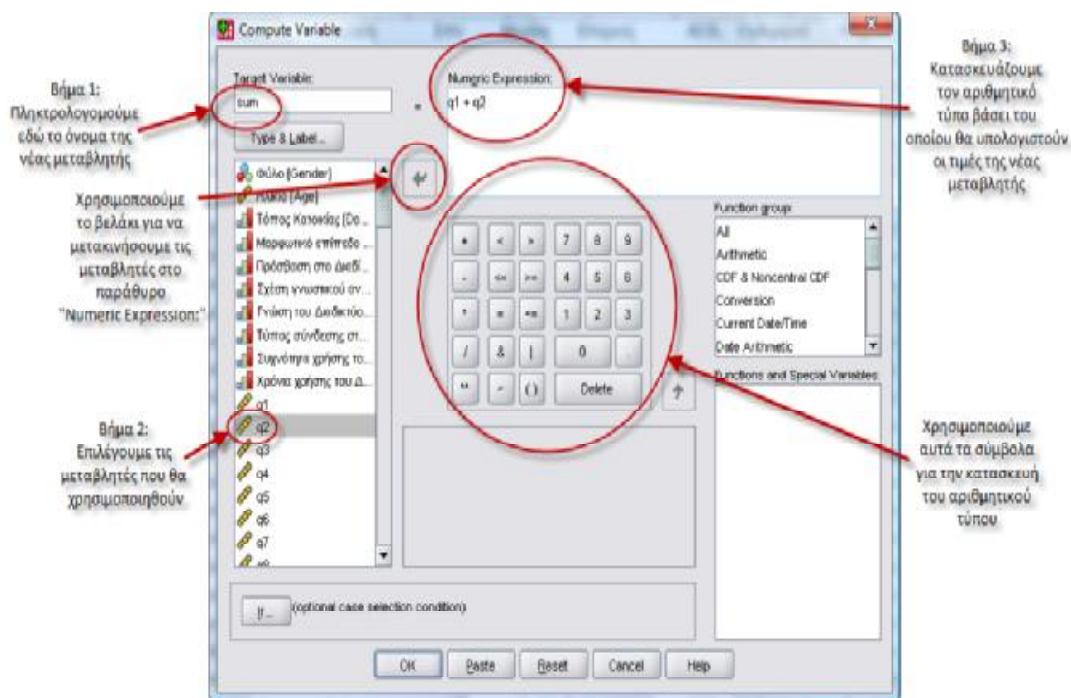 Compute Variable
Βήμα 1:
Πληκτρολογομούμε
εδώ το όνομα της
νέας μεταβλητής
Target Variable:
sum
Type & Label...
=
Numeric Expression:
q1 + q2
Βήμα 3:
Κατασκευάζουμε
τον αριθμητικό
τύπο βάσει του
οποίου θα υπολογιστούν
οι τιμές της νέας
μεταβλητής
Χρησιμοποιούμε
το βελάκι για να
μετακινήσουμε τις
μεταβλητές στο
παράθυρο
"Numeric Expression:"
Φύλο (Gender)
Ηλικία (Age)
Τόπος Κατοικίας (Do...
Μορφωτικό επίπεδο ...
Πρόσβαση στο Διαδί...
Σχέση γνωστικού αν...
Γνώση του Διαδικτύο...
Τύπος σύνδεσης στ...
Συχνότητα χρήσης το...
Χρόνια χρήσης του Δ...
q1
q2
q3
q4
q5
q6
q7
Βήμα 2:
Επιλέγουμε τις
μεταβλητές που θα
χρησιμοποιηθούν
+ < > 7 8 9
- <= >= 4 5 6
* = ~= 1 2 3
/ & | 0 .
** ~ ( ) Delete
Function group:
All
Arithmetic
CDF & Noncentral CDF
Conversion
Current Date/Time
Date Arithmetic
Functions and Special Variables:
Χρησιμοποιούμε
αυτά τα σύμβολα
για την κατασκευή
του αριθμητικού
τύπου
If... (optional case selection condition)
OK Paste Reset Cancel Help